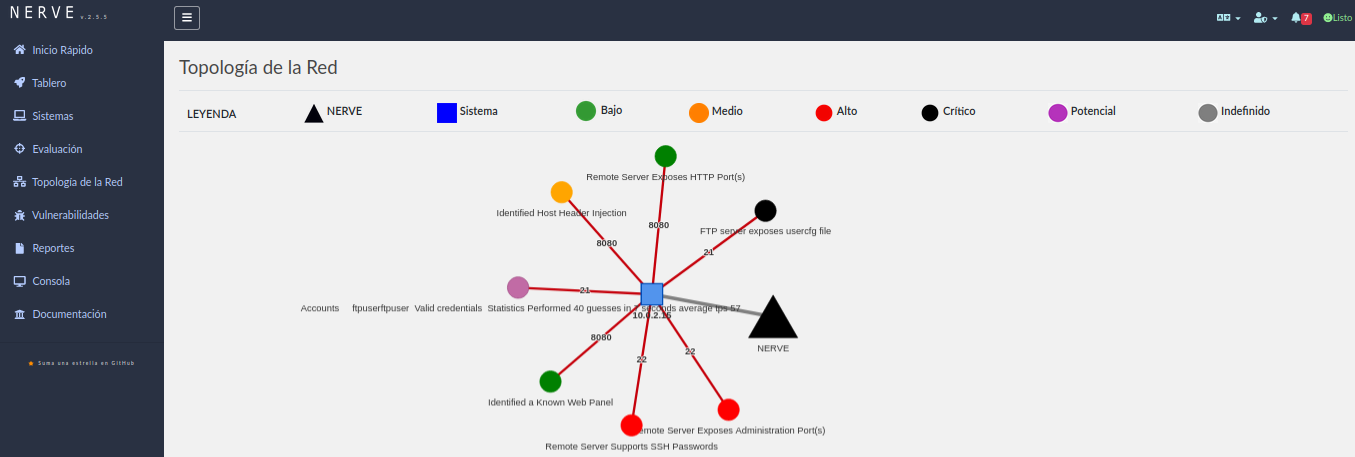 NERVE v.2.5.5
7
Listo
Inicio Rápido
Tablero
Sistemas
Evaluación
Topología de la Red
Vulnerabilidades
Reportes
Consola
Documentación
Suma una estrella en GitHub
Topología de la Red
LEYENDA NERVE Sistema Bajo Medio Alto Crítico Potencial Indefinido
Remote Server Exposes HTTP Port(s)
Identified Host Header Injection
8080
FTP server exposes usercfg file
8080
21
21
Accounts ftpuserftpuser Valid credentials Statistics Performed 40 guesses in 7 seconds average tps 57
10.0.2.15
8080
NERVE
22
22
Identified a Known Web Panel
Remote Server Exposes Administration Port(s)
Remote Server Supports SSH Passwords